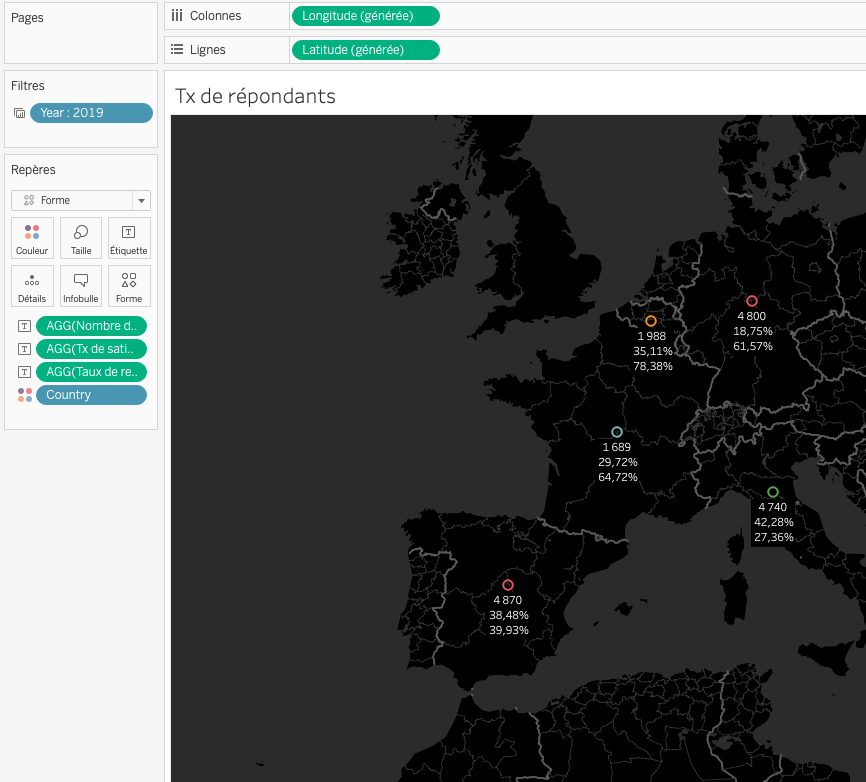 Pages
Colonnes
Longitude (générée)
Lignes
Latitude (générée)
Filtres
Year : 2019
Repères
Forme
Couleur
Taille
Étiquette
Détails
Infobulle
Forme
AGG(Nombre d..
AGG(Tx de sati..
AGG(Taux de re..
Country
Tx de répondants
4 800
18,75%
61,57%
1 988
35,11%
78,38%
1 689
29,72%
64,72%
4 740
42,28%
27,36%
4 870
38,48%
39,93%